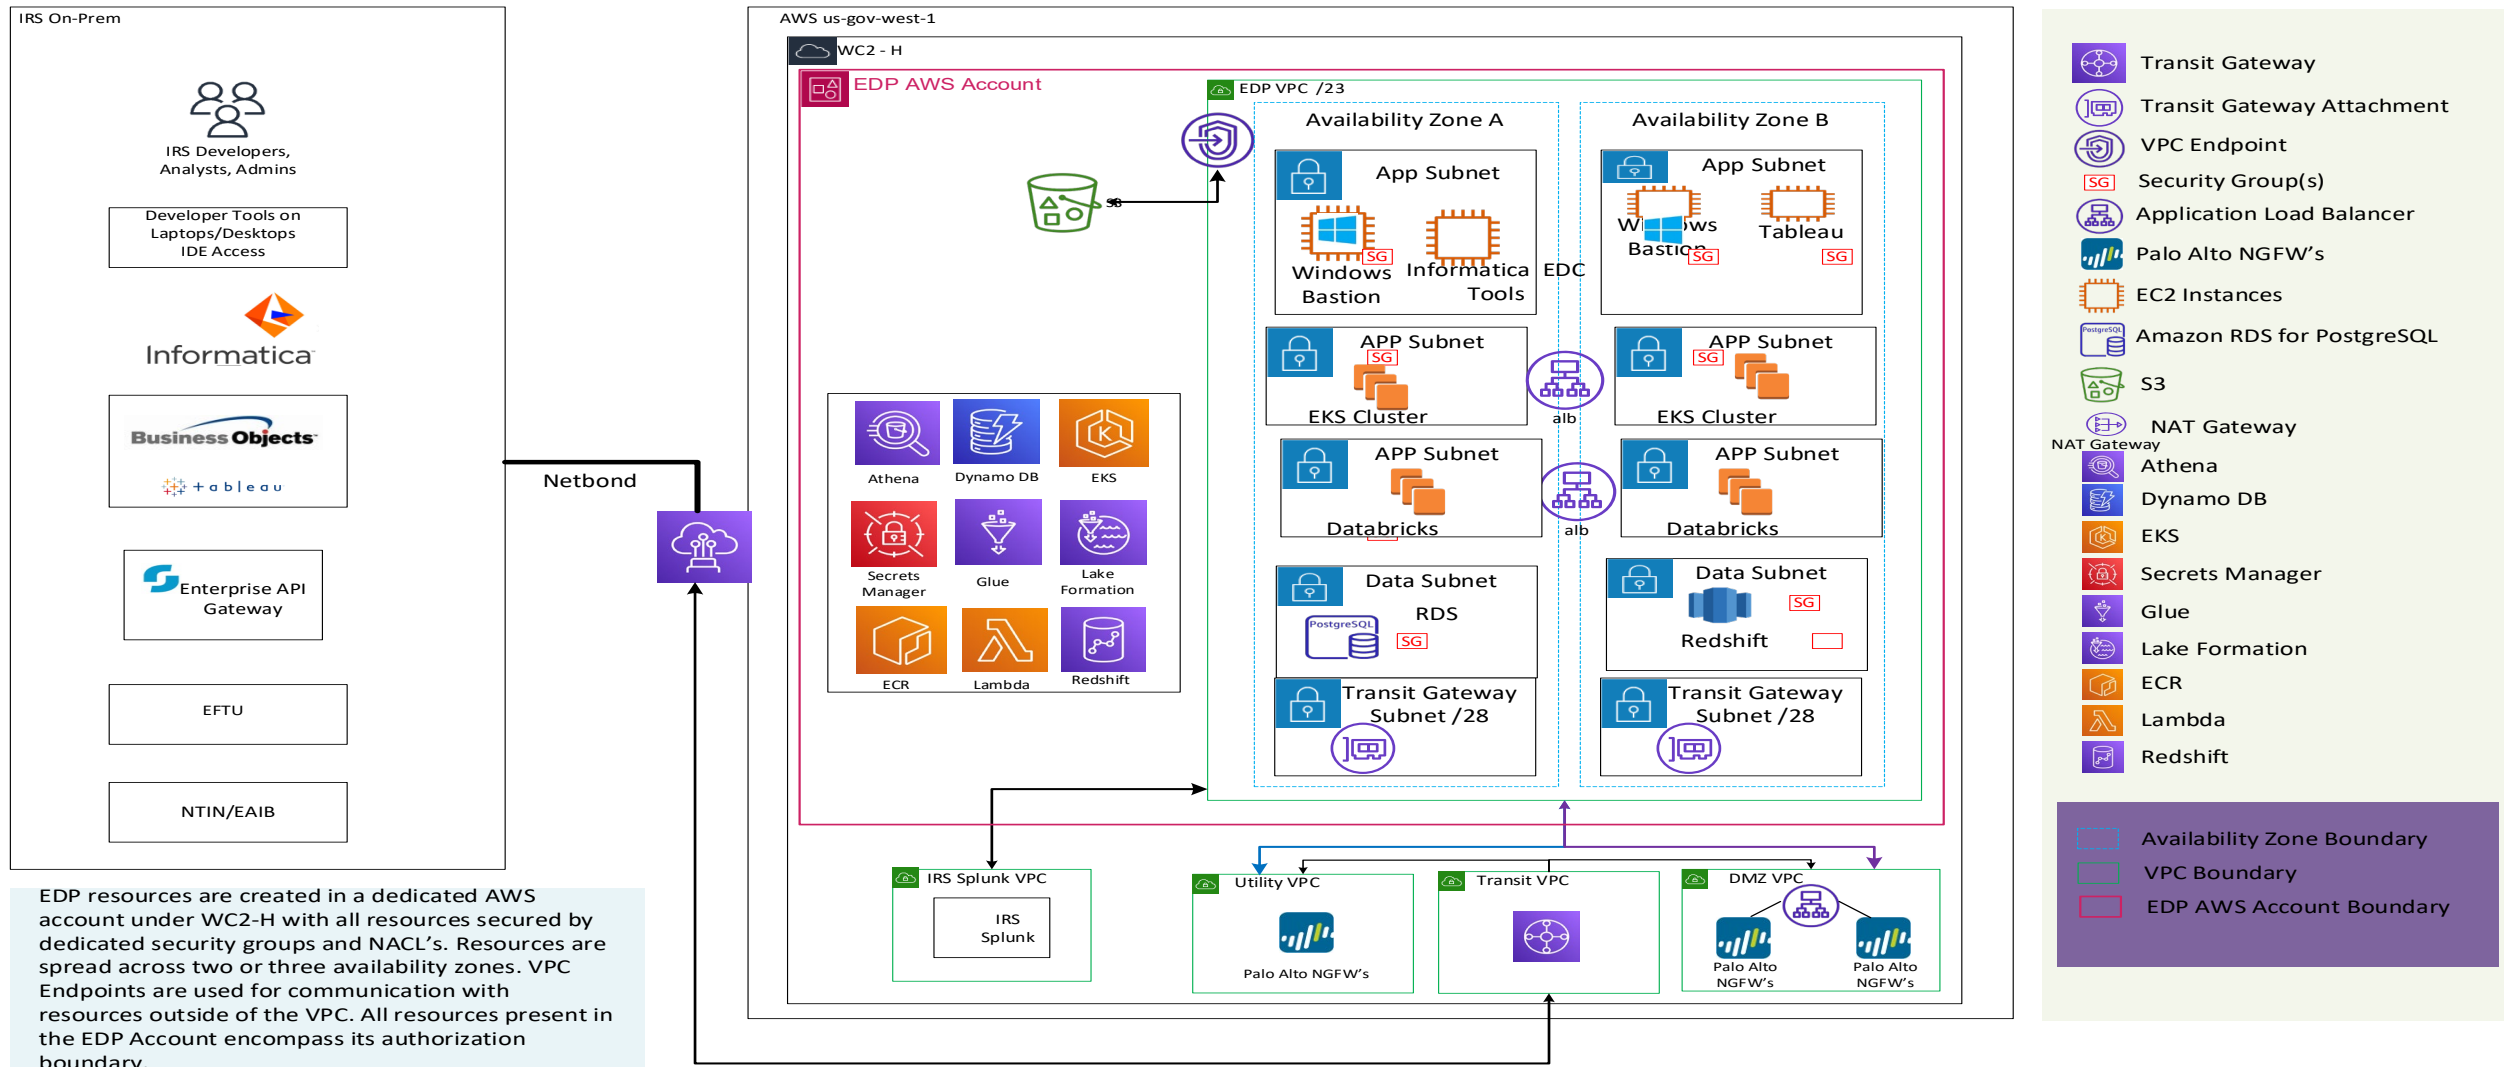 IRS On-Prem
IRS Developers,
Analysts, Admins
Developer Tools on
Laptops/Desktops
IDE Access
Informatica
Business Objects
+ a b | e a u
Enterprise API
Gateway
EFTU
NTIN/EAIB
EDP resources are created in a dedicated AWS
account under WC2-H with all resources secured by
dedicated security groups and NACL's. Resources are
spread across two or three availability zones. VPC
Endpoints are used for communication with
resources outside of the VPC. All resources present in
the EDP Account encompass its authorization
boundary.
Netbond
AWS us-gov-west-1
WC2 - H
EDP AWS Account
S3
Athena
Dynamo DB
EKS
Secrets
Manager
Glue
Lake
Formation
ECR
Lambda
Redshift
EDP VPC /23
Availability Zone A
App Subnet
SG
Windows
Bastion
Informatica EDC
Tools
APP Subnet
SG
EKS Cluster
alb
APP Subnet
Databricks
alb
Data Subnet
RDS
PostgreSQL
SG
Transit Gateway
Subnet /28
Availability Zone B
App Subnet
Windows
Bastion
SG
Tableau
SG
APP Subnet
SG
EKS Cluster
APP Subnet
Databricks
Data Subnet
SG
Redshift
Transit Gateway
Subnet /28
IRS Splunk VPC
IRS
Splunk
Utility VPC
Palo Alto NGFW's
Transit VPC
DMZ VPC
Palo Alto
NGFW's
Palo Alto
NGFW's
Transit Gateway
Transit Gateway Attachment
VPC Endpoint
SG
Security Group(s)
Application Load Balancer
Palo Alto NGFW's
EC2 Instances
PostgreSQL
Amazon RDS for PostgreSQL
S3
NAT Gateway
NAT Gateway
Athena
Dynamo DB
EKS
Secrets Manager
Glue
Lake Formation
ECR
Lambda
Redshift
Availability Zone Boundary
VPC Boundary
EDP AWS Account Boundary